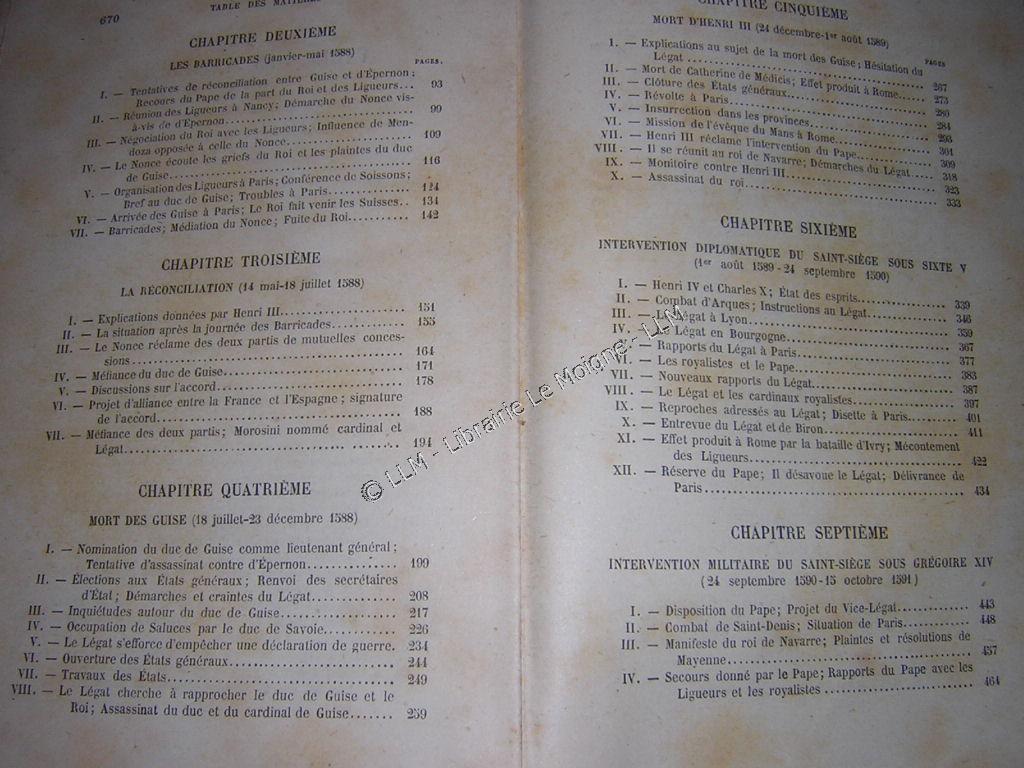 670
TABLE DES MATIÈRES
CHAPITRE DEUXIÈME
LES BARRICADES (janvier-mai 1588)
PAGES.
I. — Tentatives de réconciliation entre Guise et d'Épernon;
Recours du Pape de la part du Roi et des Ligueurs... 93
II. — Réunion des Ligueurs à Nancy; Démarche du Nonce vis-
à-vis de d'Épernon............ 99
III. — Négociation du Roi avec les Ligueurs; Influence de Men-
doza opposée à celle du Nonce............ 109
IV. — Le Nonce écoute les griefs du Roi et les plaintes du duc
de Guise............ 116
V. — Organisation des Ligueurs à Paris; Conférence de Soissons;
Bref au duc de Guise; Troubles à Paris............ 124
VI. — Arrivée des Guise à Paris; Le Roi fait venir les Suisses.. 134
VII. — Barricades; Médiation du Nonce; Fuite du Roi.......... 142
CHAPITRE TROISIÈME
LA RÉCONCILIATION (14 mai-18 juillet 1588)
I. — Explications données par Henri III............ 151
II. — La situation après la journée des Barricades............ 155
III. — Le Nonce réclame des deux partis de mutuelles conces-
sions............ 164
IV. — Méfiance du duc de Guise............ 171
V. — Discussions sur l'accord............ 178
VI. — Projet d'alliance entre la France et l'Espagne; signature
de l'accord............ 188
VII. — Méfiance des deux partis; Morosini nommé cardinal et
Légat............ 194
CHAPITRE QUATRIÈME
MORT DES GUISE (18 juillet-23 décembre 1588)
I. — Nomination du duc de Guise comme lieutenant général;
Tentative d'assassinat contre d'Épernon............ 199
II. — Élections aux États généraux; Renvoi des secrétaires
d'État; Démarches et craintes du Légat............ 208
III. — Inquiétudes autour du duc de Guise............ 217
IV. — Occupation de Saluces par le duc de Savoie............ 226
V. — Le Légat s'efforce d'empêcher une déclaration de guerre. 234
VI. — Ouverture des États généraux............ 244
VII. — Travaux des États............ 249
VIII. — Le Légat cherche à rapprocher le duc de Guise et le
Roi; Assassinat du duc et du cardinal de Guise....... 259
CHAPITRE CINQUIÈME
MORT D'HENRI III (24 décembre-1er août 1589)
PAGES
I. — Explications au sujet de la mort des Guise; Hésitation du
Légat............ 267
II. — Mort de Catherine de Médicis; Effet produit à Rome..... 273
III. — Clôture des États généraux............ 280
IV. — Révolte à Paris............ 284
V. — Insurrection dans les provinces............ 293
VI. — Mission de l'évêque du Mans à Rome............ 301
VII. — Henri III réclame l'intervention du Pape............ 309
VIII. — Il se réunit au roi de Navarre; Démarches du Légat..... 318
IX. — Monitoire contre Henri III............ 323
X. — Assassinat du roi............ 333
CHAPITRE SIXIÈME
INTERVENTION DIPLOMATIQUE DU SAINT-SIÈGE SOUS SIXTE V
(1er août 1589-24 septembre 1590)
I. — Henri IV et Charles X; État des esprits............ 339
II. — Combat d'Arques; Instructions au Légat............ 346
III. — Le Légat à Lyon............ 359
IV. — Le Légat en Bourgogne............ 367
V. — Rapports du Légat à Paris............ 377
VI. — Les royalistes et le Pape............ 383
VII. — Nouveaux rapports du Légat............ 387
VIII. — Le Légat et les cardinaux royalistes............ 397
IX. — Reproches adressés au Légat; Disette à Paris............ 401
X. — Entrevue du Légat et de Biron............ 411
XI. — Effet produit à Rome par la bataille d'Ivry; Mécontement
des Ligueurs............ 422
XII. — Réserve du Pape; Il désavoue le Légat; Délivrance de
Paris............ 434
CHAPITRE SEPTIÈME
INTERVENTION MILITAIRE DU SAINT-SIÈGE SOUS GRÉGOIRE XIV
(24 septembre 1590-15 octobre 1591)
I. — Disposition du Pape; Projet du Vice-Légat............ 443
II. — Combat de Saint-Denis; Situation de Paris............ 448
III. — Manifeste du roi de Navarre; Plaintes et résolutions de
Mayenne............ 457
IV. — Secours donné par le Pape; Rapports du Pape avec les
Ligueurs et les royalistes ............ 464
© LLM - Librairie Le Moigne - LLM